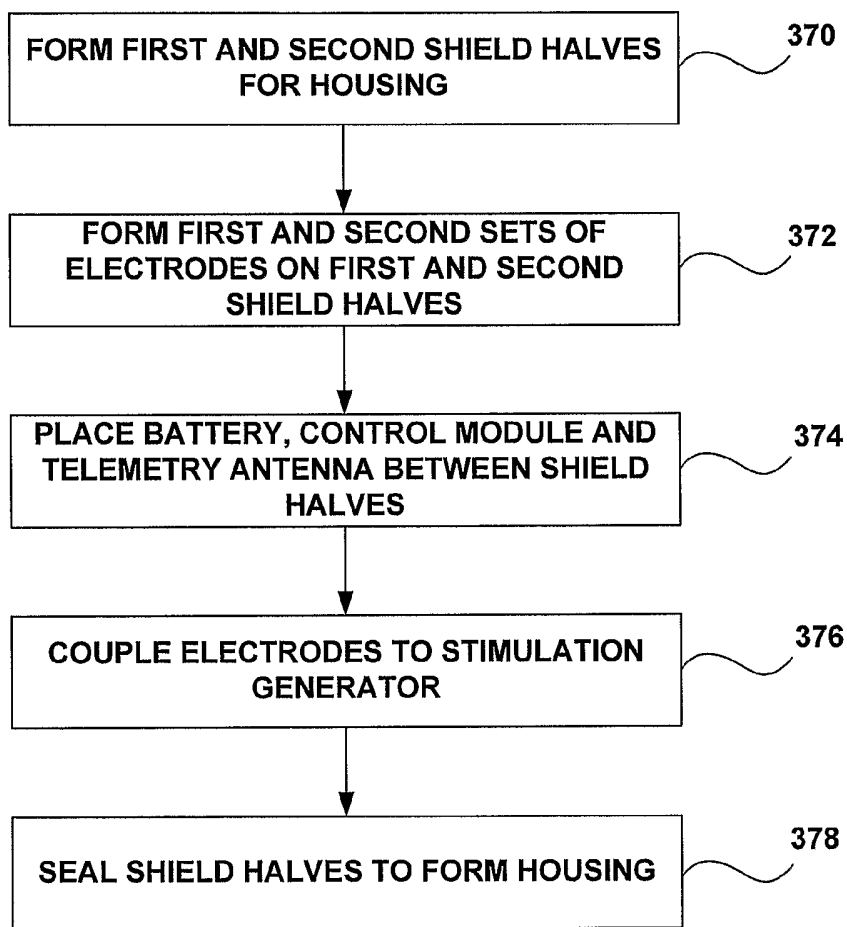 FORM FIRST AND SECOND SHIELD HALVES
FOR HOUSING
370
FORM FIRST AND SECOND SETS OF
ELECTRODES ON FIRST AND SECOND
SHIELD HALVES
372
PLACE BATTERY, CONTROL MODULE AND
TELEMETRY ANTENNA BETWEEN SHIELD
HALVES
374
COUPLE ELECTRODES TO STIMULATION
GENERATOR
376
SEAL SHIELD HALVES TO FORM HOUSING
378